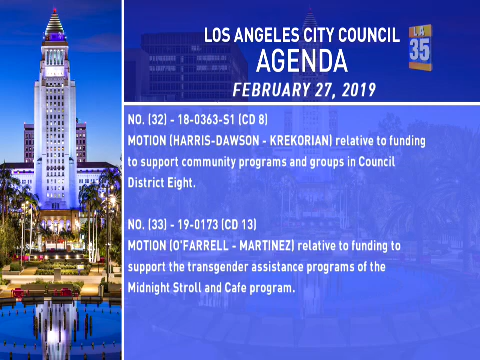 LOS ANGELES CITY COUNCIL
AGENDA
FEBRUARY 27, 2019
LA
35
NO. (32) - 18-0363-S1 (CD 8)
MOTION (HARRIS-DAWSON - KREKORIAN) relative to funding
to support community programs and groups in Council
District Eight.
NO. (33) - 19-0173 (CD 13)
MOTION (O'FARRELL - MARTINEZ) relative to funding to
support the transgender assistance programs of the
Midnight Stroll and Cafe program.